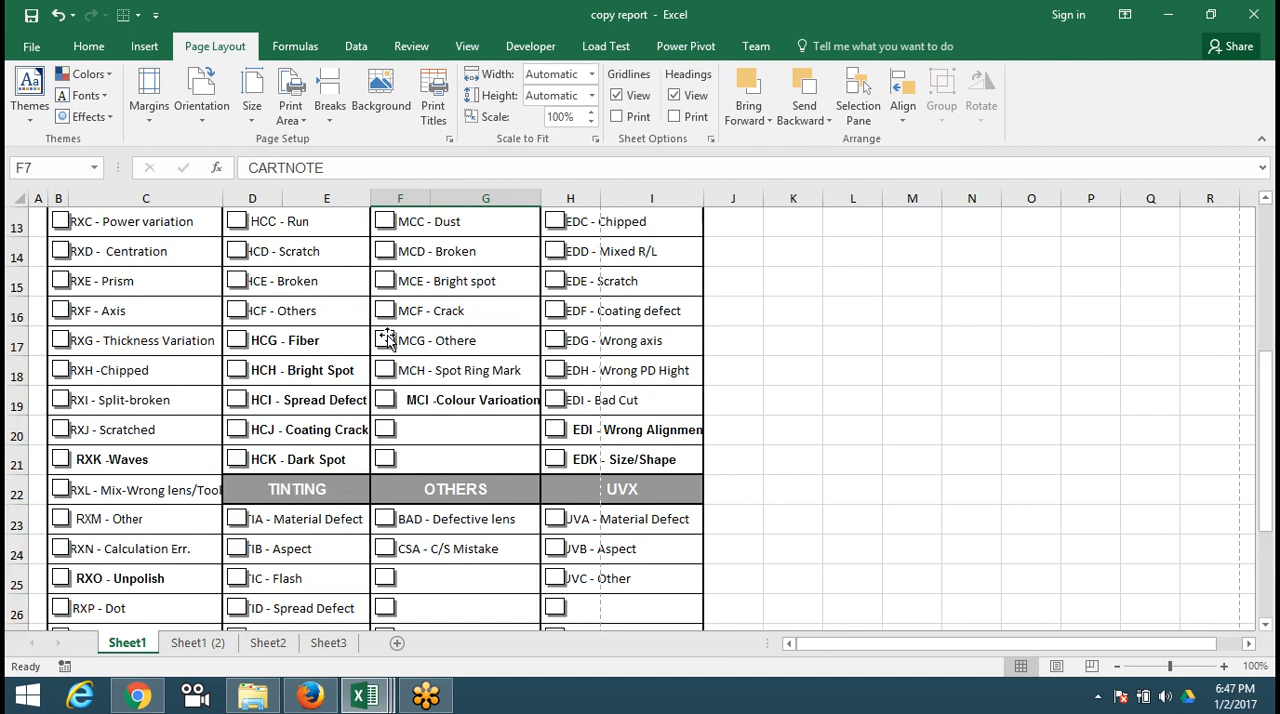 copy report - Excel
Sign in
File Home Insert Page Layout Formulas Data Review View Developer Load Test Power Pivot Team Tell me what you want to do Share
Colors
Fonts
Effects
Themes
Themes
Margins Orientation Size Print Area Breaks Background Print Titles
Page Setup
Width: Automatic
Height: Automatic
Scale: 100%
Scale to Fit
Gridlines Headings
View View
Print Print
Sheet Options
Bring Forward Send Backward Selection Pane Align Group Rotate
Arrange
F7 fx CARTNOTE
A B C D E F G H I J K L M N O P Q R
13 RXC - Power variation HCC - Run MCC - Dust EDC - Chipped
14 RXD - Centration HCD - Scratch MCD - Broken EDD - Mixed R/L
15 RXE - Prism HCE - Broken MCE - Bright spot EDE - Scratch
16 RXF - Axis HCF - Others MCF - Crack EDF - Coating defect
17 RXG - Thickness Variation HCG - Fiber MCG - Othere EDG - Wrong axis
18 RXH -Chipped HCH - Bright Spot MCH - Spot Ring Mark EDH - Wrong PD Hight
19 RXI - Split-broken HCI - Spread Defect MCI -Colour Varioation EDI - Bad Cut
20 RXJ - Scratched HCJ - Coating Crack EDI - Wrong Alignmen
21 RXK -Waves HCK - Dark Spot EDK - Size/Shape
22 RXL - Mix-Wrong lens/Tool TINTING OTHERS UVX
23 RXM - Other TIA - Material Defect BAD - Defective lens UVA - Material Defect
24 RXN - Calculation Err. TIB - Aspect CSA - C/S Mistake UVB - Aspect
25 RXO - Unpolish TIC - Flash UVC - Other
26 RXP - Dot TID - Spread Defect
Sheet1 Sheet1 (2) Sheet2 Sheet3
Ready 100%
6:47 PM
1/2/2017